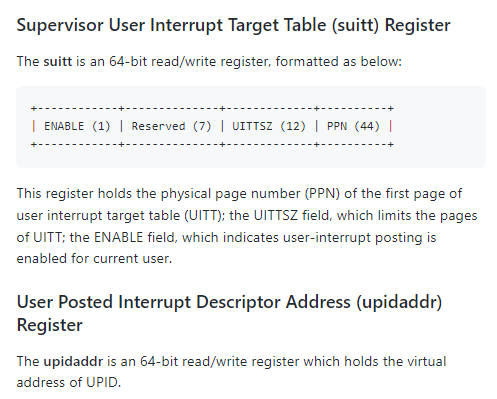 Supervisor User Interrupt Target Table (suitt) Register
The suitt is an 64-bit read/write register, formatted as below:
+------------+--------------+-------------+----------+
| ENABLE (1) | Reserved (7) | UITTSZ (12) | PPN (44) |
+------------+--------------+-------------+----------+
This register holds the physical page number (PPN) of the first page of
user interrupt target table (UITT); the UITTSZ field, which limits the pages
of UITT; the ENABLE field, which indicates user-interrupt posting is
enabled for current user.
User Posted Interrupt Descriptor Address (upidaddr)
Register
The upidaddr is an 64-bit read/write register which holds the virtual
address of UPID.